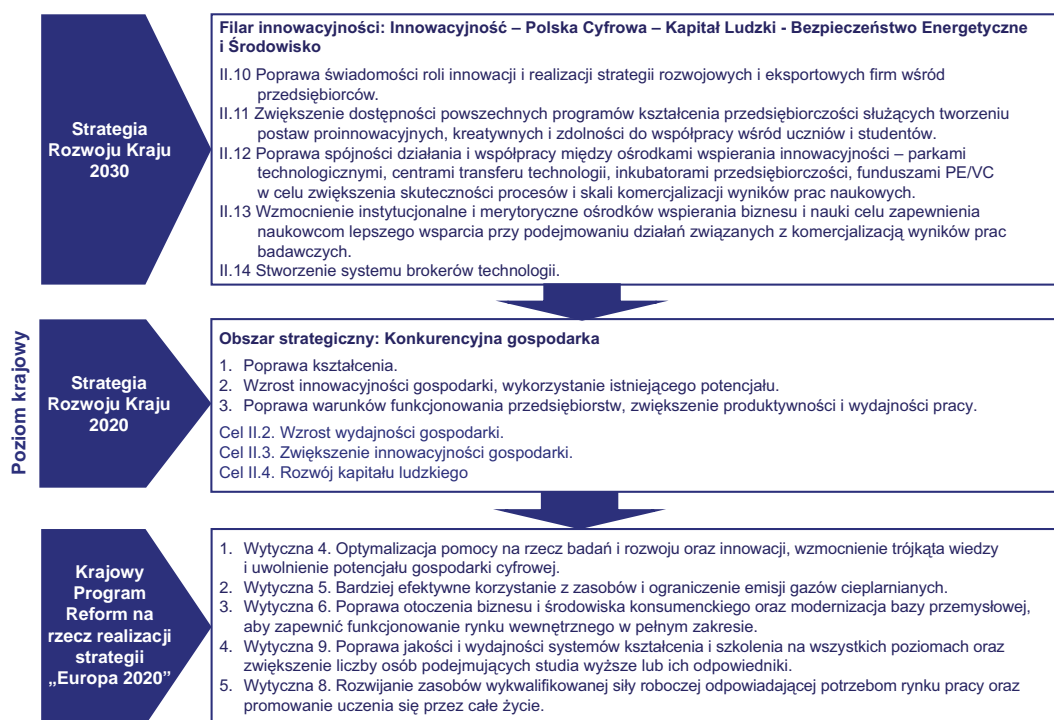 Poziom krajowy
Strategia
Rozwoju Kraju
2030
Filar innowacyjności: Innowacyjność – Polska Cyfrowa – Kapitał Ludzki - Bezpieczeństwo Energetyczne
i Środowisko
II.10 Poprawa świadomości roli innowacji i realizacji strategii rozwojowych i eksportowych firm wśród
przedsiębiorców.
II.11 Zwiększenie dostępności powszechnych programów kształcenia przedsiębiorczości służących tworzeniu
postaw proinnowacyjnych, kreatywnych i zdolności do współpracy wśród uczniów i studentów.
II.12 Poprawa spójności działania i współpracy między ośrodkami wspierania innowacyjności – parkami
technologicznymi, centrami transferu technologii, inkubatorami przedsiębiorczości, funduszami PE/VC
w celu zwiększenia skuteczności procesów i skali komercjalizacji wyników prac naukowych.
II.13 Wzmocnienie instytucjonalne i merytoryczne ośrodków wspierania biznesu i nauki celu zapewnienia
naukowcom lepszego wsparcia przy podejmowaniu działań związanych z komercjalizacją wyników prac
badawczych.
II.14 Stworzenie systemu brokerów technologii.
Strategia
Rozwoju Kraju
2020
Obszar strategiczny: Konkurencyjna gospodarka
1. Poprawa kształcenia.
2. Wzrost innowacyjności gospodarki, wykorzystanie istniejącego potencjału.
3. Poprawa warunków funkcjonowania przedsiębiorstw, zwiększenie produktywności i wydajności pracy.
Cel II.2. Wzrost wydajności gospodarki.
Cel II.3. Zwiększenie innowacyjności gospodarki.
Cel II.4. Rozwój kapitału ludzkiego
Krajowy
Program
Reform na
rzecz realizacji
strategii
„Europa 2020”
1. Wytyczna 4. Optymalizacja pomocy na rzecz badań i rozwoju oraz innowacji, wzmocnienie trójkąta wiedzy
i uwolnienie potencjału gospodarki cyfrowej.
2. Wytyczna 5. Bardziej efektywne korzystanie z zasobów i ograniczenie emisji gazów cieplarnianych.
3. Wytyczna 6. Poprawa otoczenia biznesu i środowiska konsumenckiego oraz modernizacja bazy przemysłowej,
aby zapewnić funkcjonowanie rynku wewnętrznego w pełnym zakresie.
4. Wytyczna 9. Poprawa jakości i wydajności systemów kształcenia i szkolenia na wszystkich poziomach oraz
zwiększenie liczby osób podejmujących studia wyższe lub ich odpowiedniki.
5. Wytyczna 8. Rozwijanie zasobów wykwalifikowanej siły roboczej odpowiadającej potrzebom rynku pracy oraz
promowanie uczenia się przez całe życie.